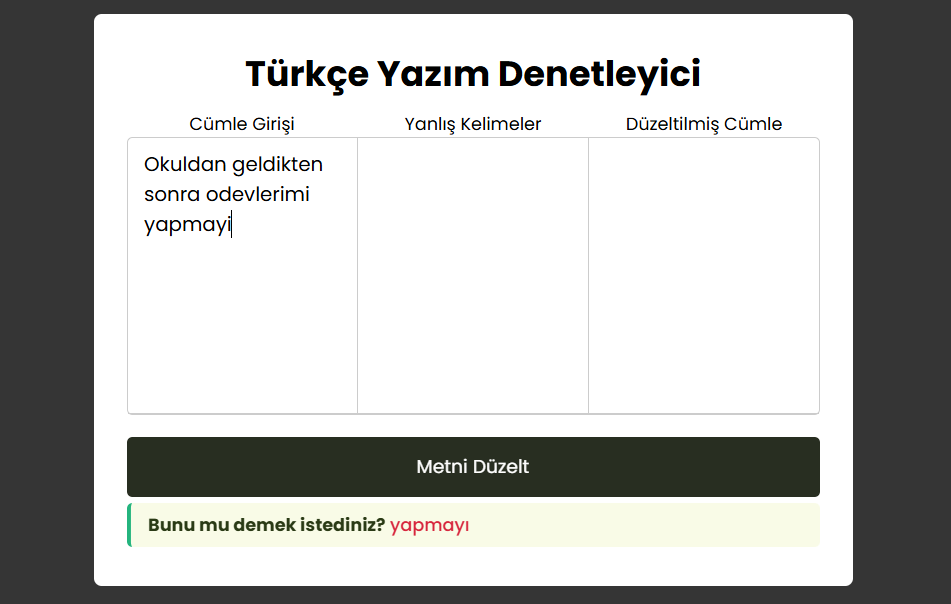 Türkçe Yazım Denetleyici
Cümle Girişi
Yanlış Kelimeler
Düzeltilmiş Cümle
Okuldan geldikten
sonra odevlerimi
yapmayi
Metni Düzelt
Bunu mu demek istediniz? yapmayı